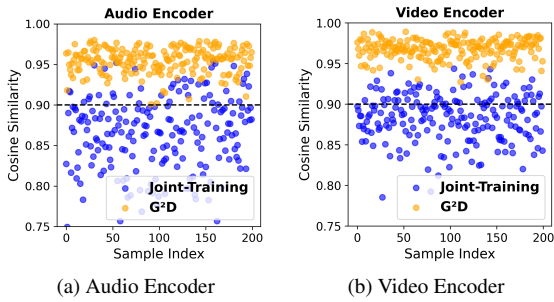 Audio Encoder
1.00
0.95
0.90
0.85
0.80
0.75
Cosine Similarity
0
50
100
150
200
Sample Index
Joint-Training
G²D
(a) Audio Encoder
Video Encoder
1.00
0.95
0.90
0.85
0.80
0.75
Cosine Similarity
0
50
100
150
200
Sample Index
Joint-Training
G²D
(b) Video Encoder